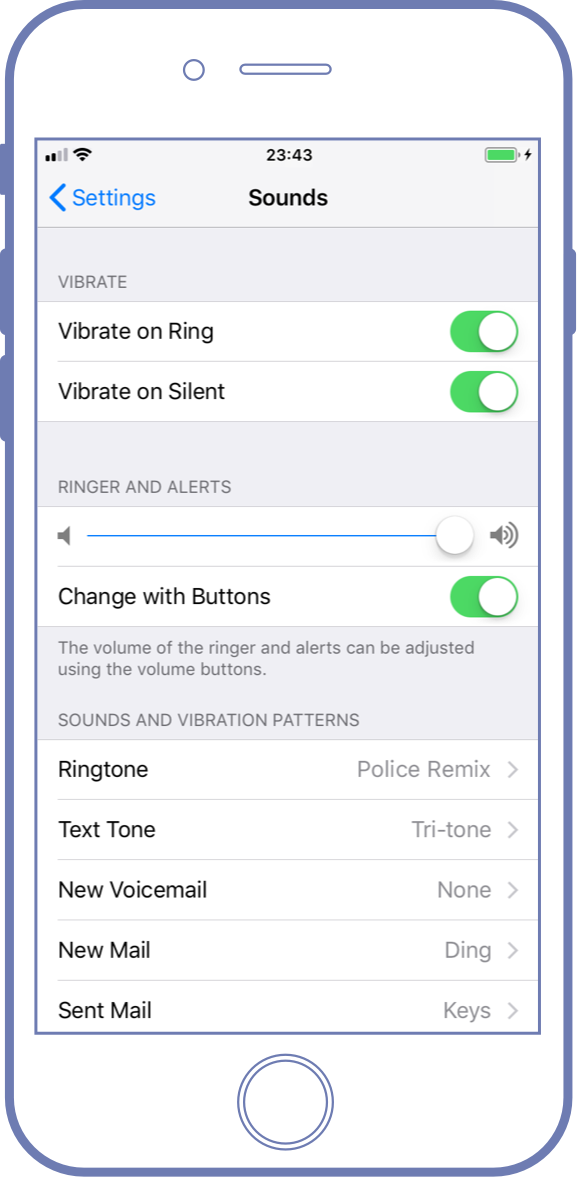 23:43
Settings Sounds
VIBRATE
Vibrate on Ring
Vibrate on Silent
RINGER AND ALERTS
Change with Buttons
The volume of the ringer and alerts can be adjusted
using the volume buttons.
SOUNDS AND VIBRATION PATTERNS
Ringtone Police Remix
Text Tone Tri-tone
New Voicemail None
New Mail Ding
Sent Mail Keys